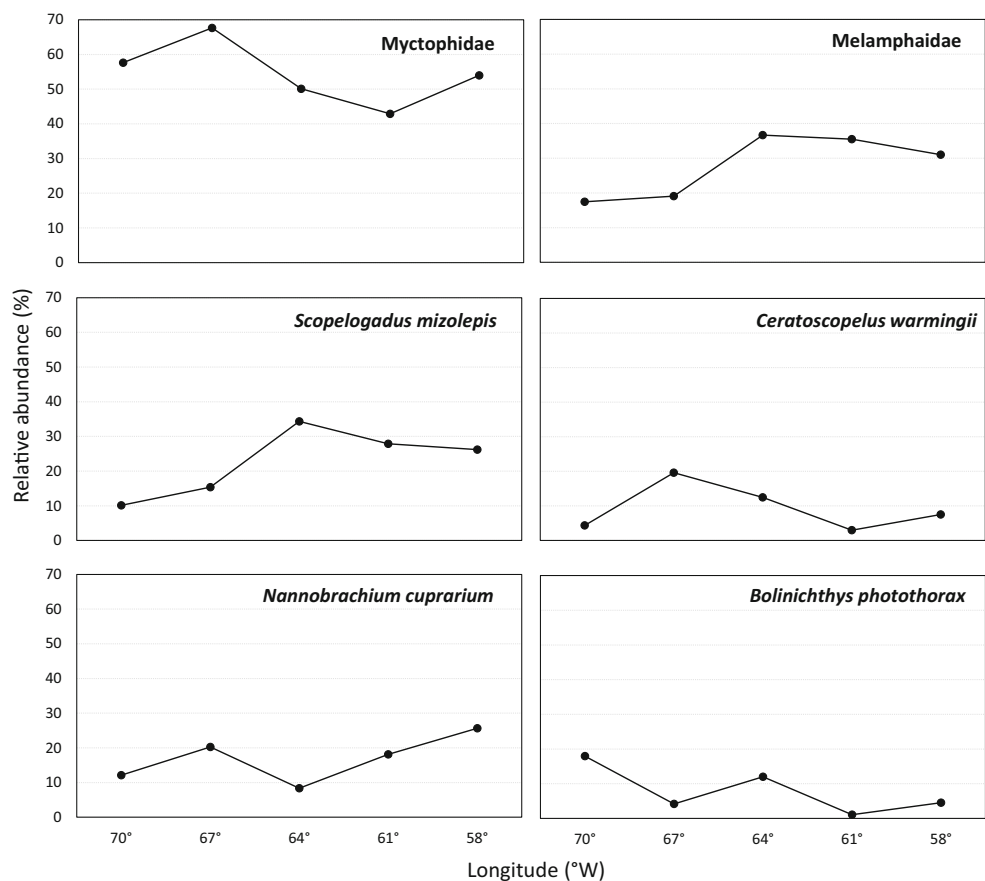 Myctophidae
70
60
50
40
30
20
10
0
Melamphaidae
Scopelogadus mizolepis
70
60
50
40
30
20
10
0
Ceratoscopelus warmingii
Relative abundance (%)
Nannobrachium cuprarium
70
60
50
40
30
20
10
0
Bolinichthys photothorax
70° 67° 64° 61° 58° 70° 67° 64° 61° 58°
Longitude (°W)